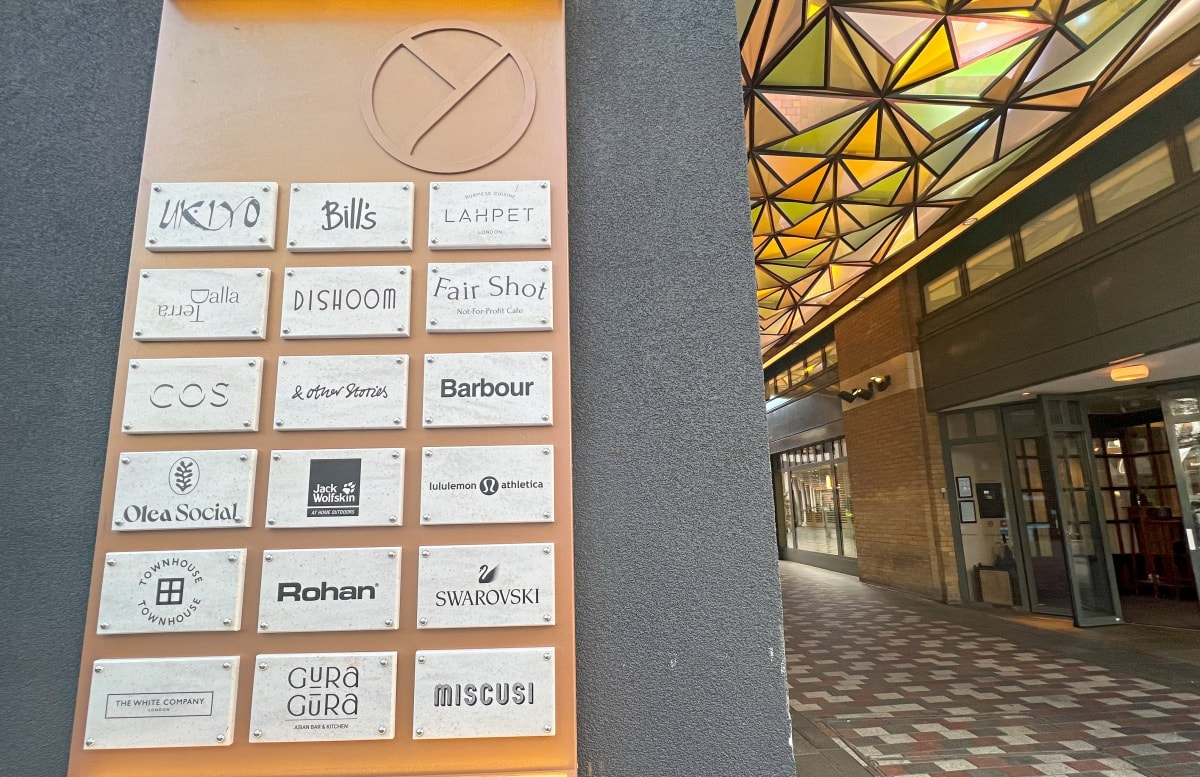 UKIYO
Bill's
BURMESE CUISINE
LAHPET
LONDON
Dalla
Terra
DISHOOM
Fair Shot
Not-For-Profit Cafe
COS
& other Stories
Barbour
Olea Social
Jack
Wolfskin
AT HOME OUTDOORS
lululemon athletica
TOWNHOUSE
TOWNHOUSE
Rohan®
SWAROVSKI
THE WHITE COMPANY
LONDON
GURA
GURA
ASIAN BAR & KITCHEN
MISCUSI